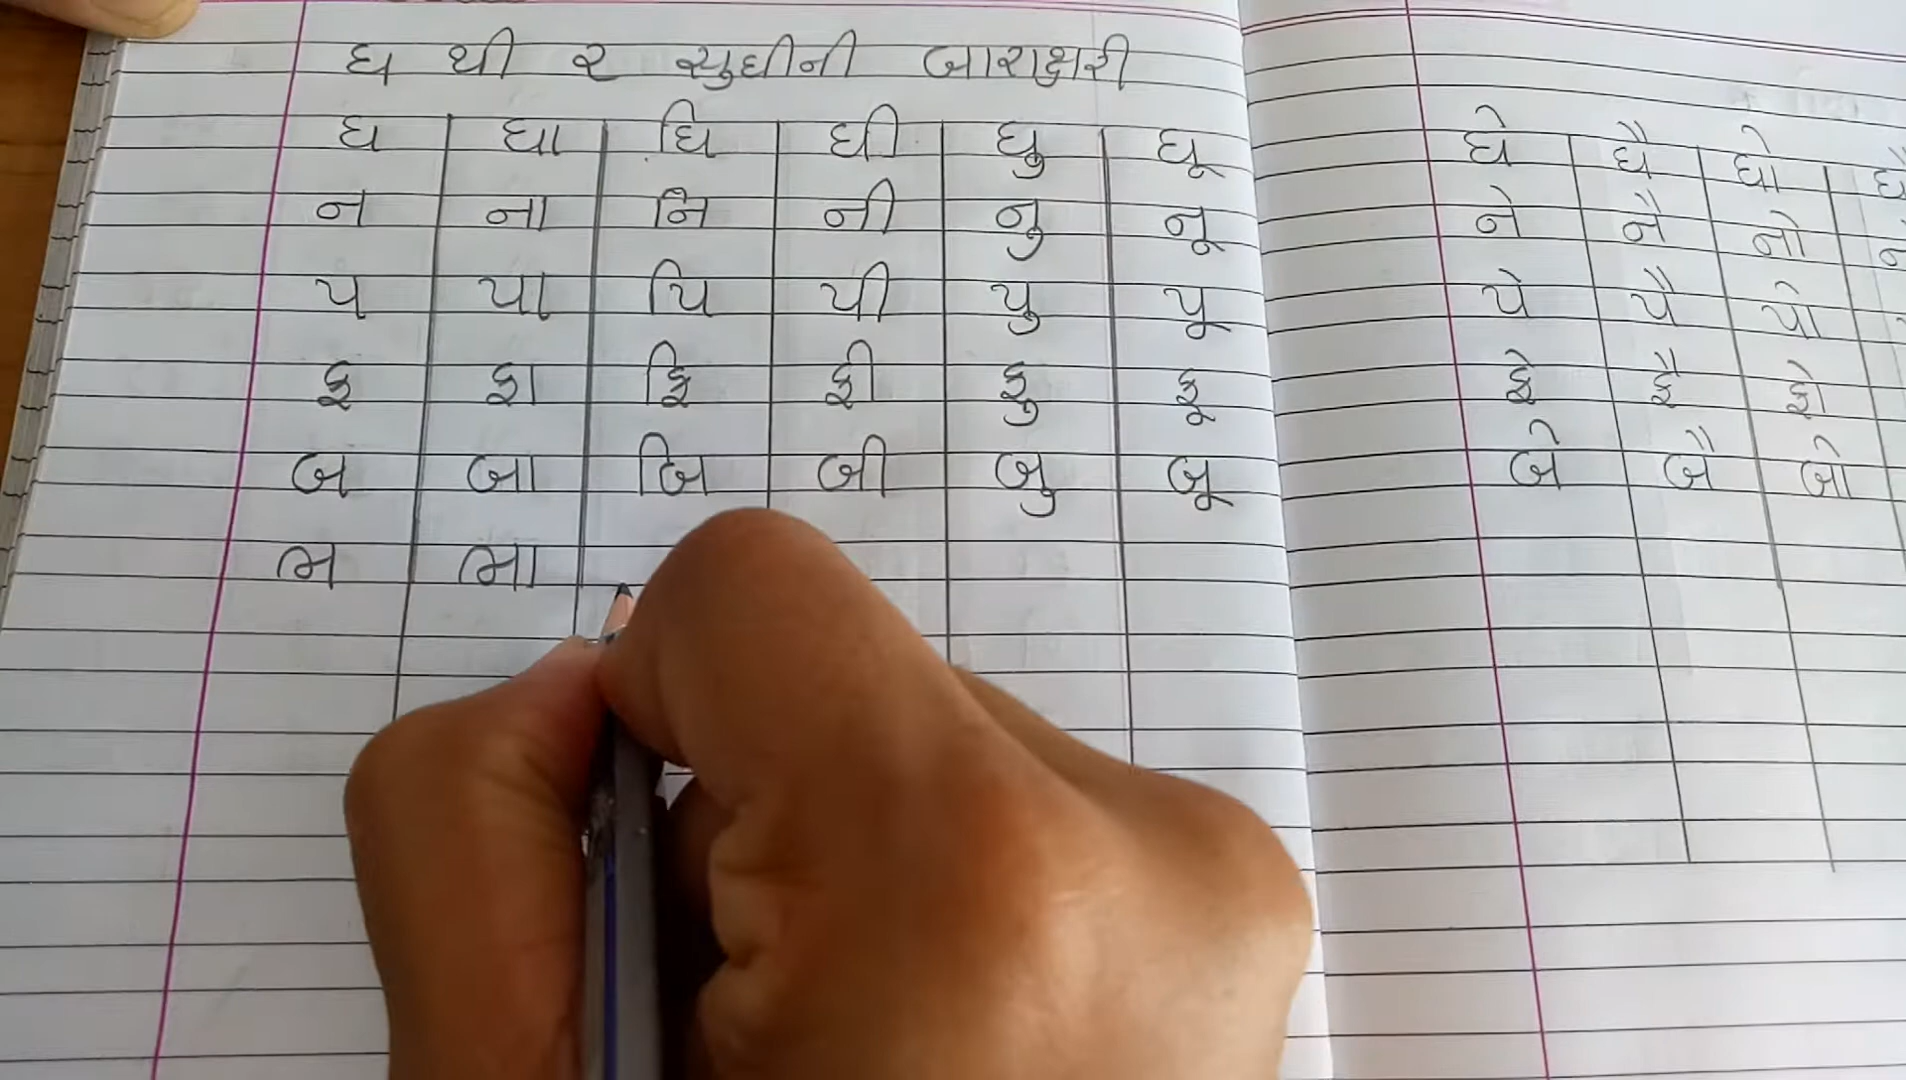 ધ થી ર સુધીની બારાક્ષરી
ધ ધા ધિ ધી ધુ ધૂ ધે ધૈ ધો
ન ના નિ ની નુ નૂ ને નૈ નો
પ પા પિ પી પુ પૂ પે પૈ પો
ફ ફા ફિ ફી ફુ ફૂ ફે ફૈ ફો
બ બા બિ બી બુ બૂ બે બૈ બો
ભ ભા